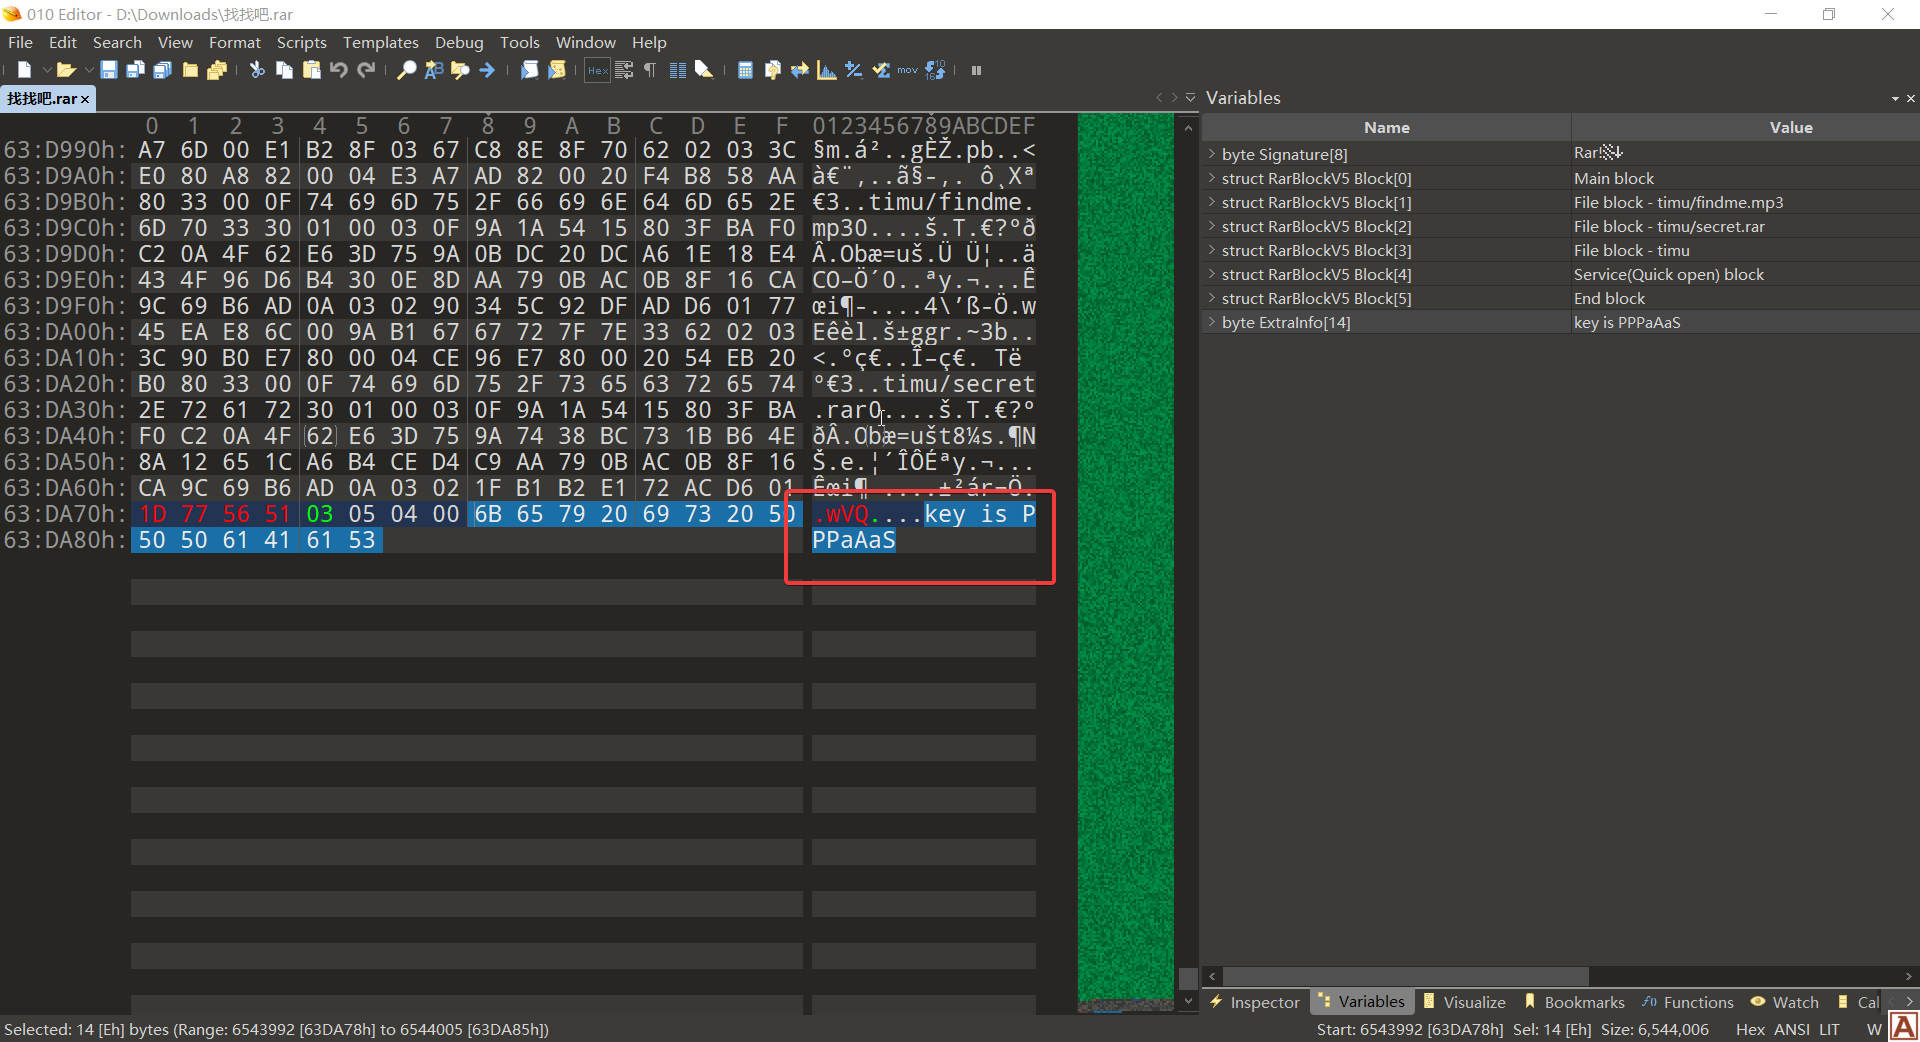 010 Editor - D:\Downloads\找找吧.rar
File Edit Search View Format Scripts Templates Debug Tools Window Help
找找吧.rar
Variables
0 1 2 3 4 5 6 7 8 9 A B C D E F 0123456789ABCDEF
63:D990h: A7 6D 00 E1 B2 8F 03 67 C8 8E 8F 70 62 02 03 3C §m.á²..gÈŽ.pb..<
63:D9A0h: E0 80 A8 82 00 04 E3 A7 AD 82 00 20 F4 B8 58 AA à€¨‚..ã§-‚. ô¸Xª
63:D9B0h: 80 33 00 0F 74 69 6D 75 2F 66 69 6E 64 6D 65 2E €3..timu/findme.
63:D9C0h: 6D 70 33 30 01 00 03 0F 9A 1A 54 15 80 3F BA F0 mp30....š.T.€?ºð
63:D9D0h: C2 0A 4F 62 E6 3D 75 9A 0B DC 20 DC A6 1E 18 E4 Â.Obæ=uš.Ü Ü¦..ä
63:D9E0h: 43 4F 96 D6 B4 30 0E 8D AA 79 0B AC 0B 8F 16 CA CO–Ö´0..ªy.¬...Ê
63:D9F0h: 9C 69 B6 AD 0A 03 02 90 34 5C 92 DF AD D6 01 77 œi¶-....4\’ß-Ö.w
63:DA00h: 45 EA E8 6C 00 9A B1 67 67 72 7F 7E 33 62 02 03 Eêèl.š±ggr.~3b..
63:DA10h: 3C 90 B0 E7 80 00 04 CE 96 E7 80 00 20 54 EB 20 <.°ç€..Î–ç€. Të
63:DA20h: B0 80 33 00 0F 74 69 6D 75 2F 73 65 63 72 65 74 °€3..timu/secret
63:DA30h: 2E 72 61 72 30 01 00 03 0F 9A 1A 54 15 80 3F BA .rar0....š.T.€?º
63:DA40h: F0 C2 0A 4F 62 E6 3D 75 9A 74 38 BC 73 1B B6 4E ðÂ.Obæ=ušt8¼s.¶N
63:DA50h: 8A 12 65 1C A6 B4 CE D4 C9 AA 79 0B AC 0B 8F 16 Š.e.¦´ÎÔÉªy.¬...
63:DA60h: CA 9C 69 B6 AD 0A 03 02 1F B1 B2 E1 72 AC D6 01 Êœi¶-....±²ár¬Ö.
63:DA70h: 1D 77 56 51 03 05 04 00 6B 65 79 20 69 73 20 50 .wVQ....key is P
63:DA80h: 50 50 61 41 61 53 PPaAaS
Name Value
byte Signature[8] Rar!
struct RarBlockV5 Block[0] Main block
struct RarBlockV5 Block[1] File block - timu/findme.mp3
struct RarBlockV5 Block[2] File block - timu/secret.rar
struct RarBlockV5 Block[3] File block - timu
struct RarBlockV5 Block[4] Service(Quick open) block
struct RarBlockV5 Block[5] End block
byte ExtraInfo[14] key is PPPaAaS
Inspector Variables Visualize Bookmarks Functions Watch Cal
Selected: 14 [Eh] bytes (Range: 6543992 [63DA78h] to 6544005 [63DA85h]) Start: 6543992 [63DA78h] Sel: 14 [Eh] Size: 6,544,006 Hex ANSI LIT W